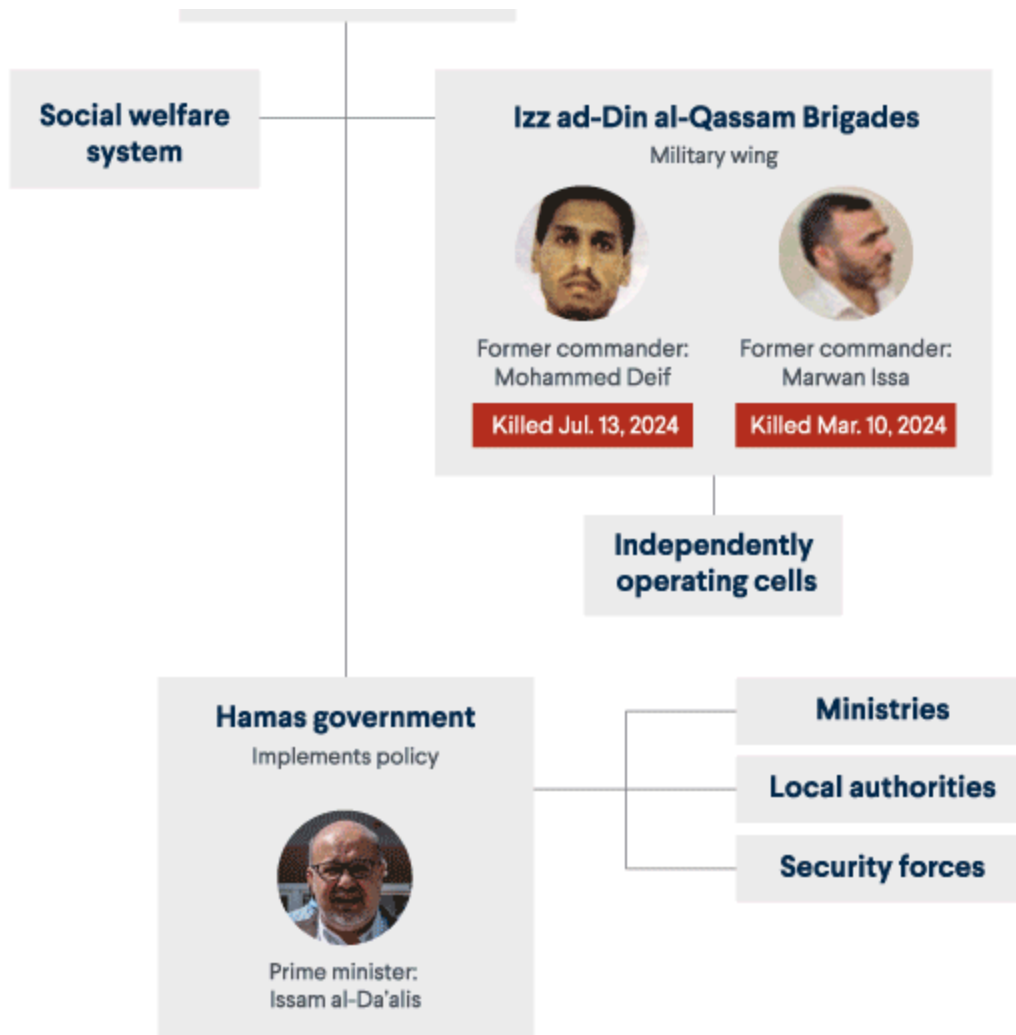 Social welfare
system
Izz ad-Din al-Qassam Brigades
Military wing
Former commander:
Mohammed Deif
Killed Jul. 13, 2024
Former commander:
Marwan Issa
Killed Mar. 10, 2024
Independently
operating cells
Hamas government
Implements policy
Prime minister:
Issam al-Da'alis
Ministries
Local authorities
Security forces